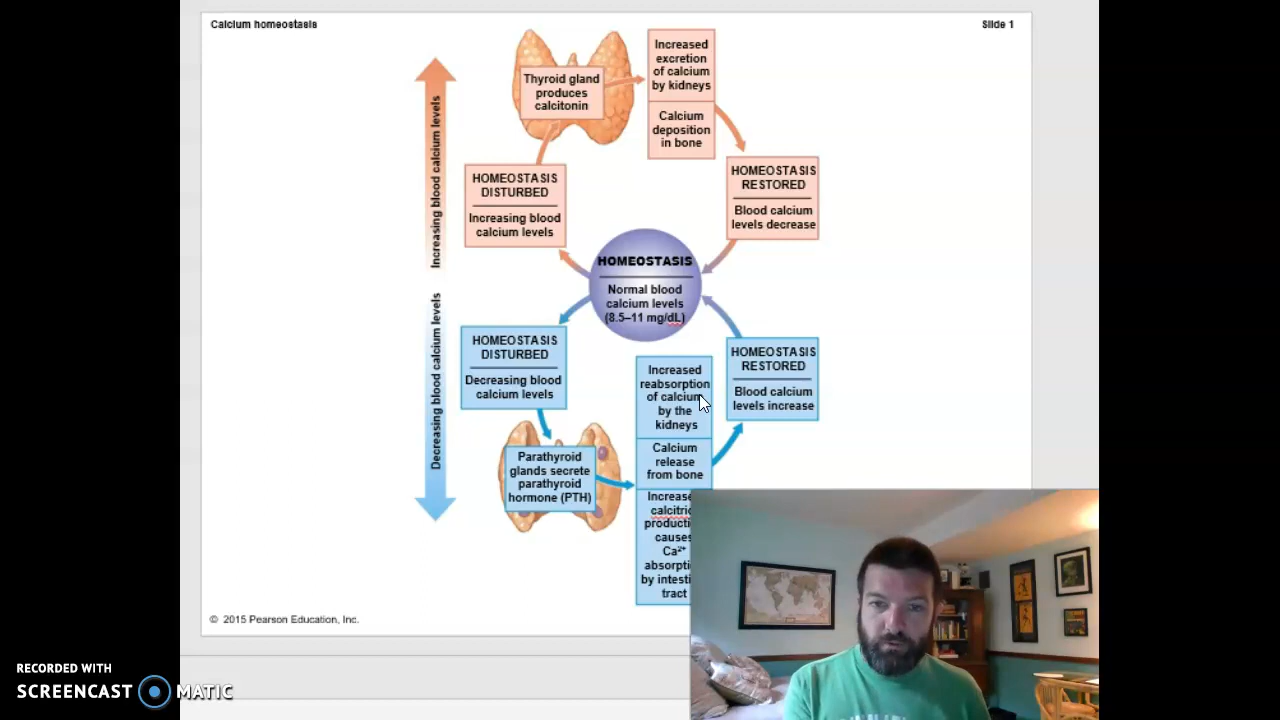 Calcium homeostasis
Slide 1
Increasing blood calcium levels
Thyroid gland
produces
calcitonin
Increased
excretion
of calcium
by kidneys
Calcium
deposition
in bone
HOMEOSTASIS
DISTURBED
Increasing blood
calcium levels
HOMEOSTASIS
RESTORED
Blood calcium
levels decrease
HOMEOSTASIS
Normal blood
calcium levels
(8.5–11 mg/dL)
Decreasing blood calcium levels
HOMEOSTASIS
DISTURBED
Decreasing blood
calcium levels
Parathyroid
glands secrete
parathyroid
hormone (PTH)
Increased
reabsorption
of calcium
by the
kidneys
Calcium
release
from bone
causes
Ca²⁺
tract
HOMEOSTASIS
RESTORED
Blood calcium
levels increase
© 2015 Pearson Education, Inc.
RECORDED WITH
SCREENCAST MATIC